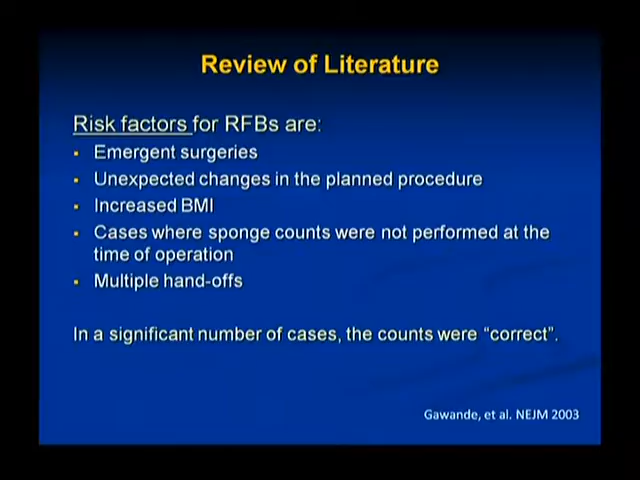 Review of Literature
Risk factors for RFBs are:
▪ Emergent surgeries
▪ Unexpected changes in the planned procedure
▪ Increased BMI
▪ Cases where sponge counts were not performed at the
time of operation
▪ Multiple hand-offs
In a significant number of cases, the counts were “correct”.
Gawande, et al. NEJM 2003